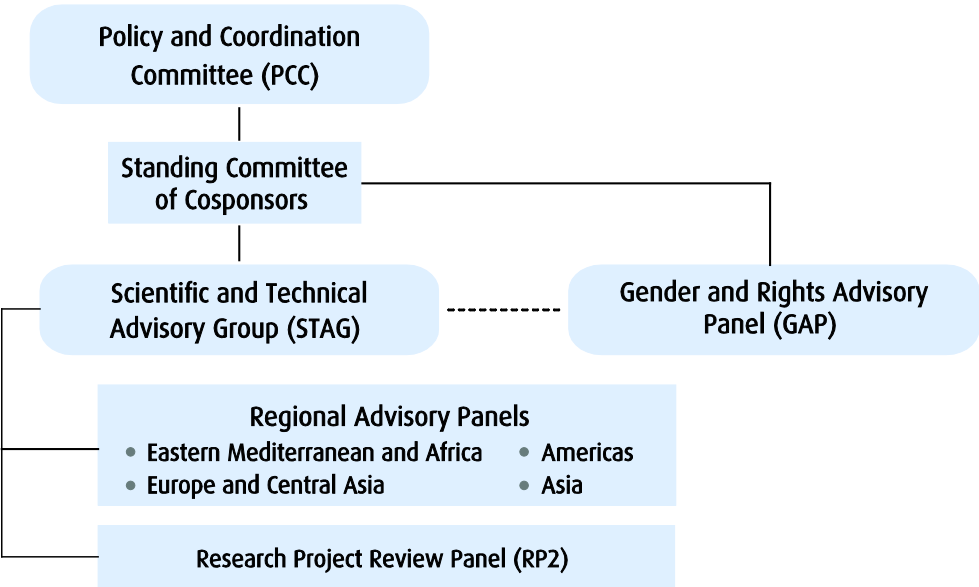 Policy and Coordination
Committee (PCC)
Standing Committee
of Cosponsors
Scientific and Technical
Advisory Group (STAG)
Gender and Rights Advisory
Panel (GAP)
Regional Advisory Panels
• Eastern Mediterranean and Africa
• Europe and Central Asia
• Americas
• Asia
Research Project Review Panel (RP2)